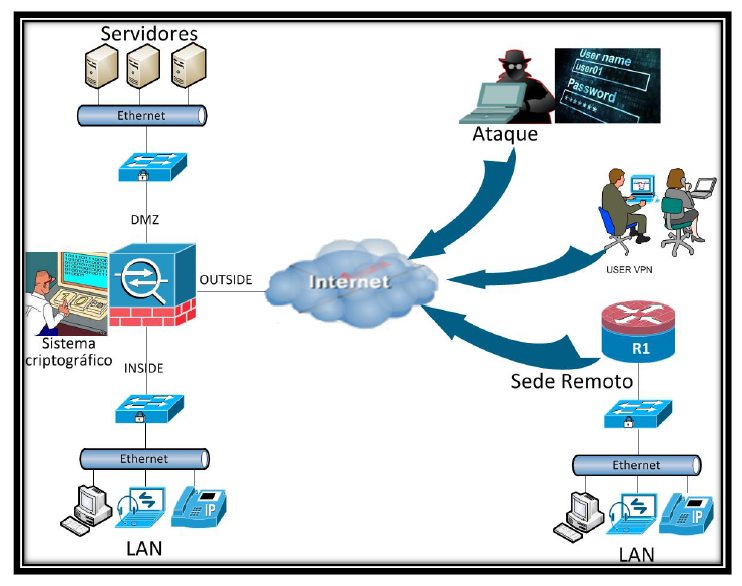 Servidores
Ethernet
User name
user01
Password
*******
Ataque
DMZ
OUTSIDE
Internet
USER VPN
Sistema
criptográfico
INSIDE
R1
Sede Remoto
Ethernet
IP
LAN
Ethernet
IP
LAN